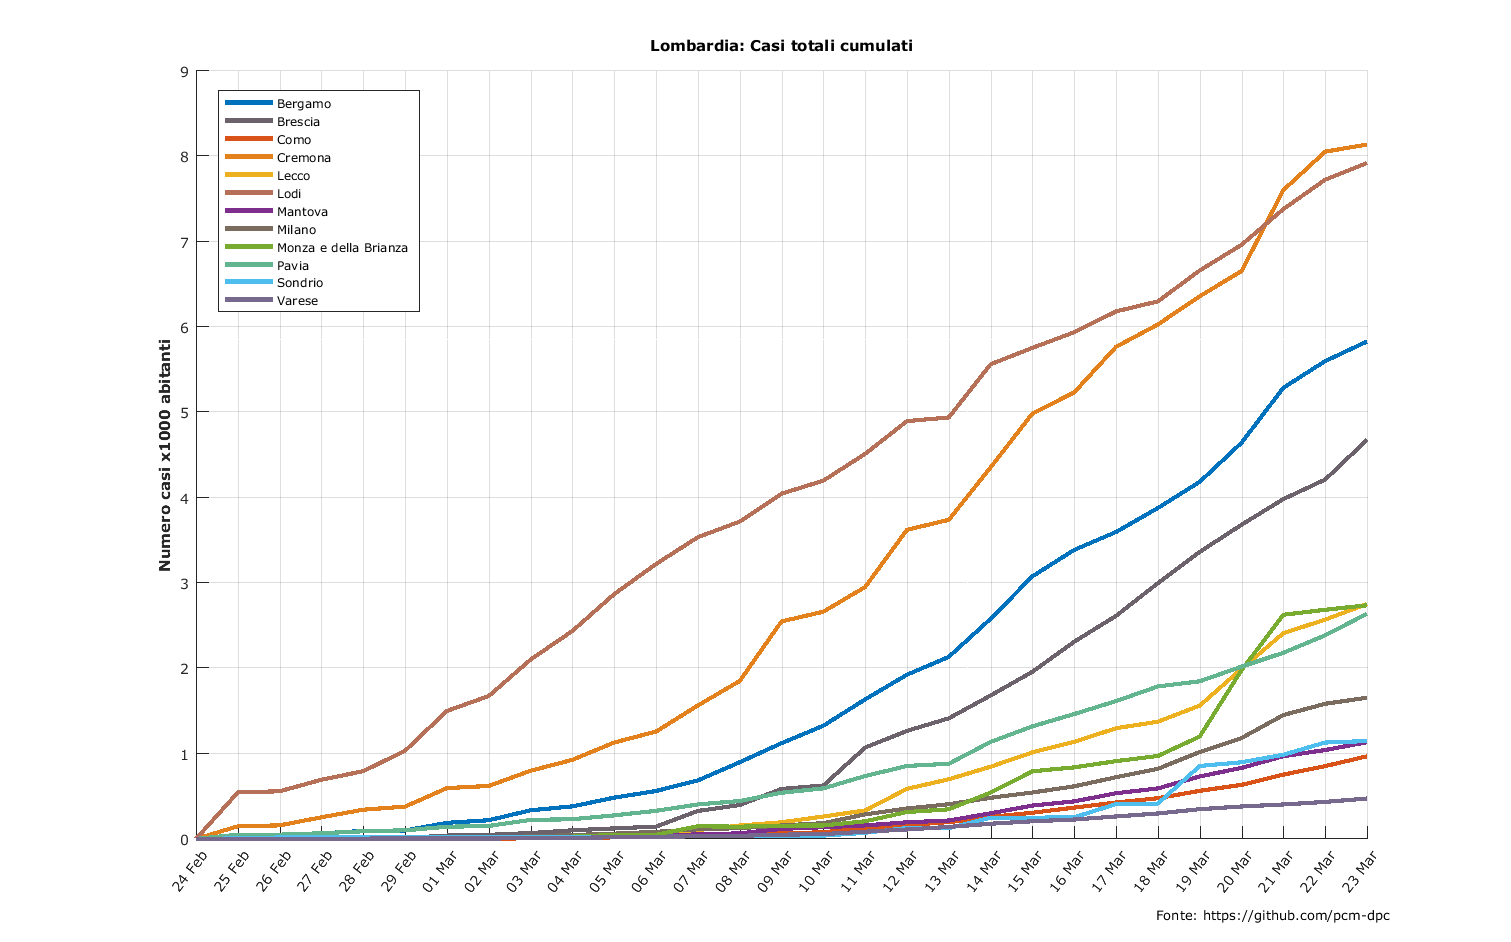 Lombardia: Casi totali cumulati
Numero casi x1000 abitanti
9
8
7
6
5
4
3
2
1
0
Bergamo
Brescia
Como
Cremona
Lecco
Lodi
Mantova
Milano
Monza e della Brianza
Pavia
Sondrio
Varese
24 Feb
25 Feb
26 Feb
27 Feb
28 Feb
29 Feb
01 Mar
02 Mar
03 Mar
04 Mar
05 Mar
06 Mar
07 Mar
08 Mar
09 Mar
10 Mar
11 Mar
12 Mar
13 Mar
14 Mar
15 Mar
16 Mar
17 Mar
18 Mar
19 Mar
20 Mar
21 Mar
22 Mar
23 Mar
Fonte: https://github.com/pcm-dpc